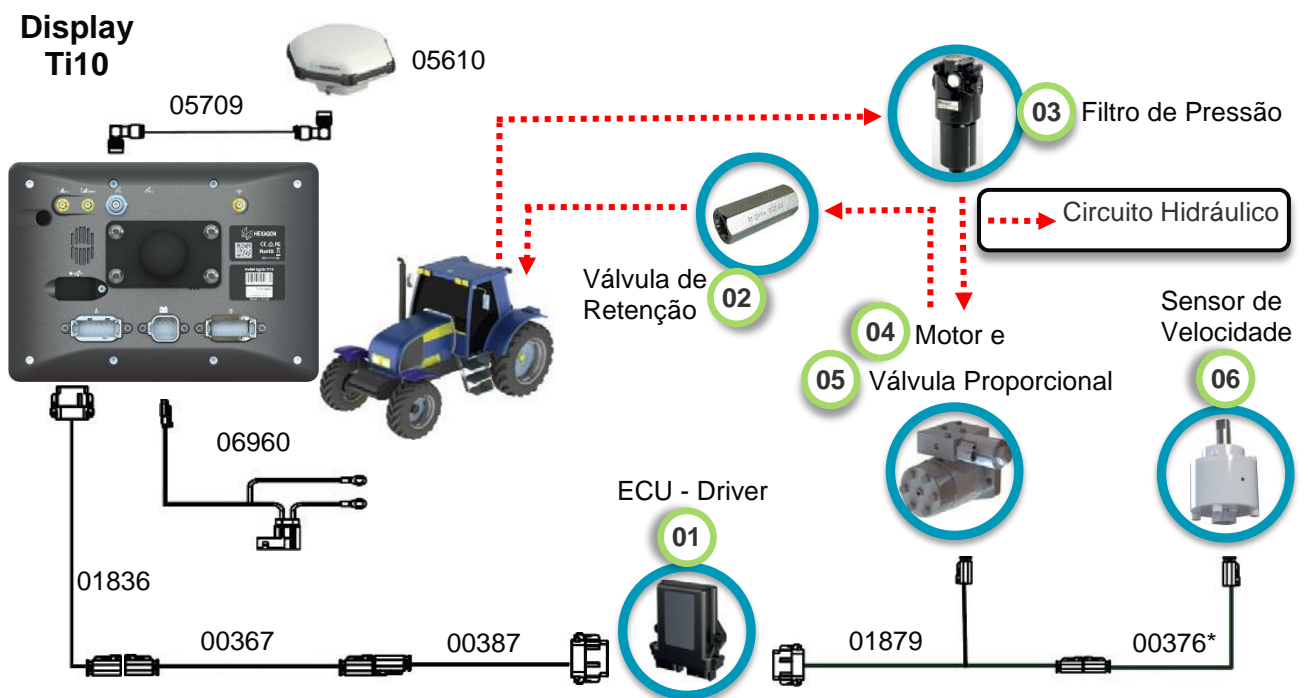 Display
Ti10
05610
05709
03
Filtro de Pressão
Circuito Hidráulico
HEXAGON
RoHS
A
B
Válvula de
Retenção
02
04
Motor e
05
Válvula Proporcional
Sensor de
Velocidade
06
06960
ECU - Driver
01
01836
00367
00387
01879
00376*